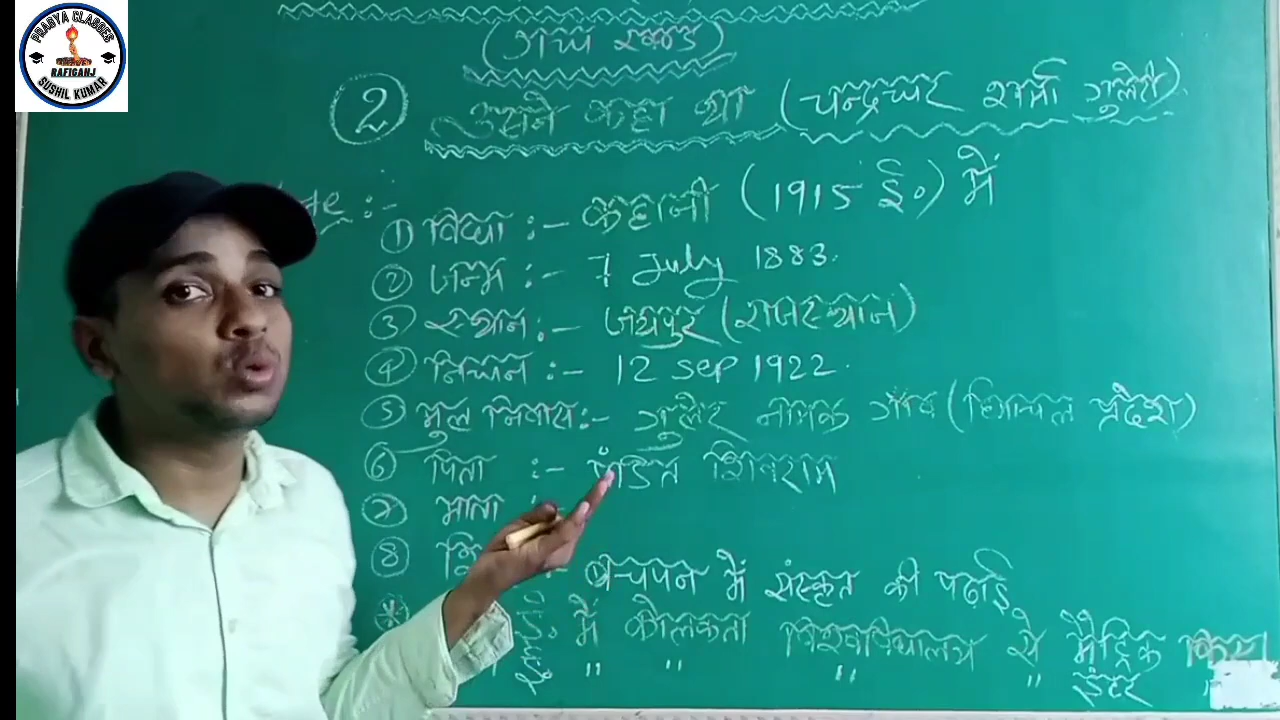 PRAGYA CLASSES
RAFIGANJ
SUSHIL KUMAR
(गद्य खण्ड)
② उसने कहा था (चन्द्रधर शर्मा गुलेरी)
① विद्या :- कहानी (1915 ई०) में
② जन्म :- 7 July 1883.
③ स्थान :- जयपुर (राजस्थान)
④ निधन :- 12 Sep 1922.
⑤ मुल निवास :- गुलेर नामक गाँव (हिमाचल प्रदेश)
⑥ पिता :- पंडित शिवराम
⑦ माता :-
⑧ :- बचपन में संस्कृत की पढ़ाई
* ई. में कोलकता विश्वविद्यालय से मैट्रिक किया
ई. " " " " इंटर "